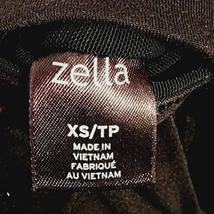 zella
XS/TP
MADE IN
VIETNAM
FABRIQUÉ
AU VIETNAM